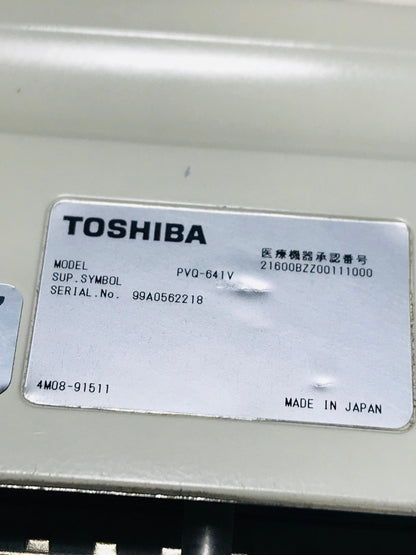 TOSHIBA
医療機器承認番号
21600BZZ00111000
MODEL PVQ-641V
SUP.SYMBOL
SERIAL.No. 99A0562218
4M08-91511
MADE IN JAPAN